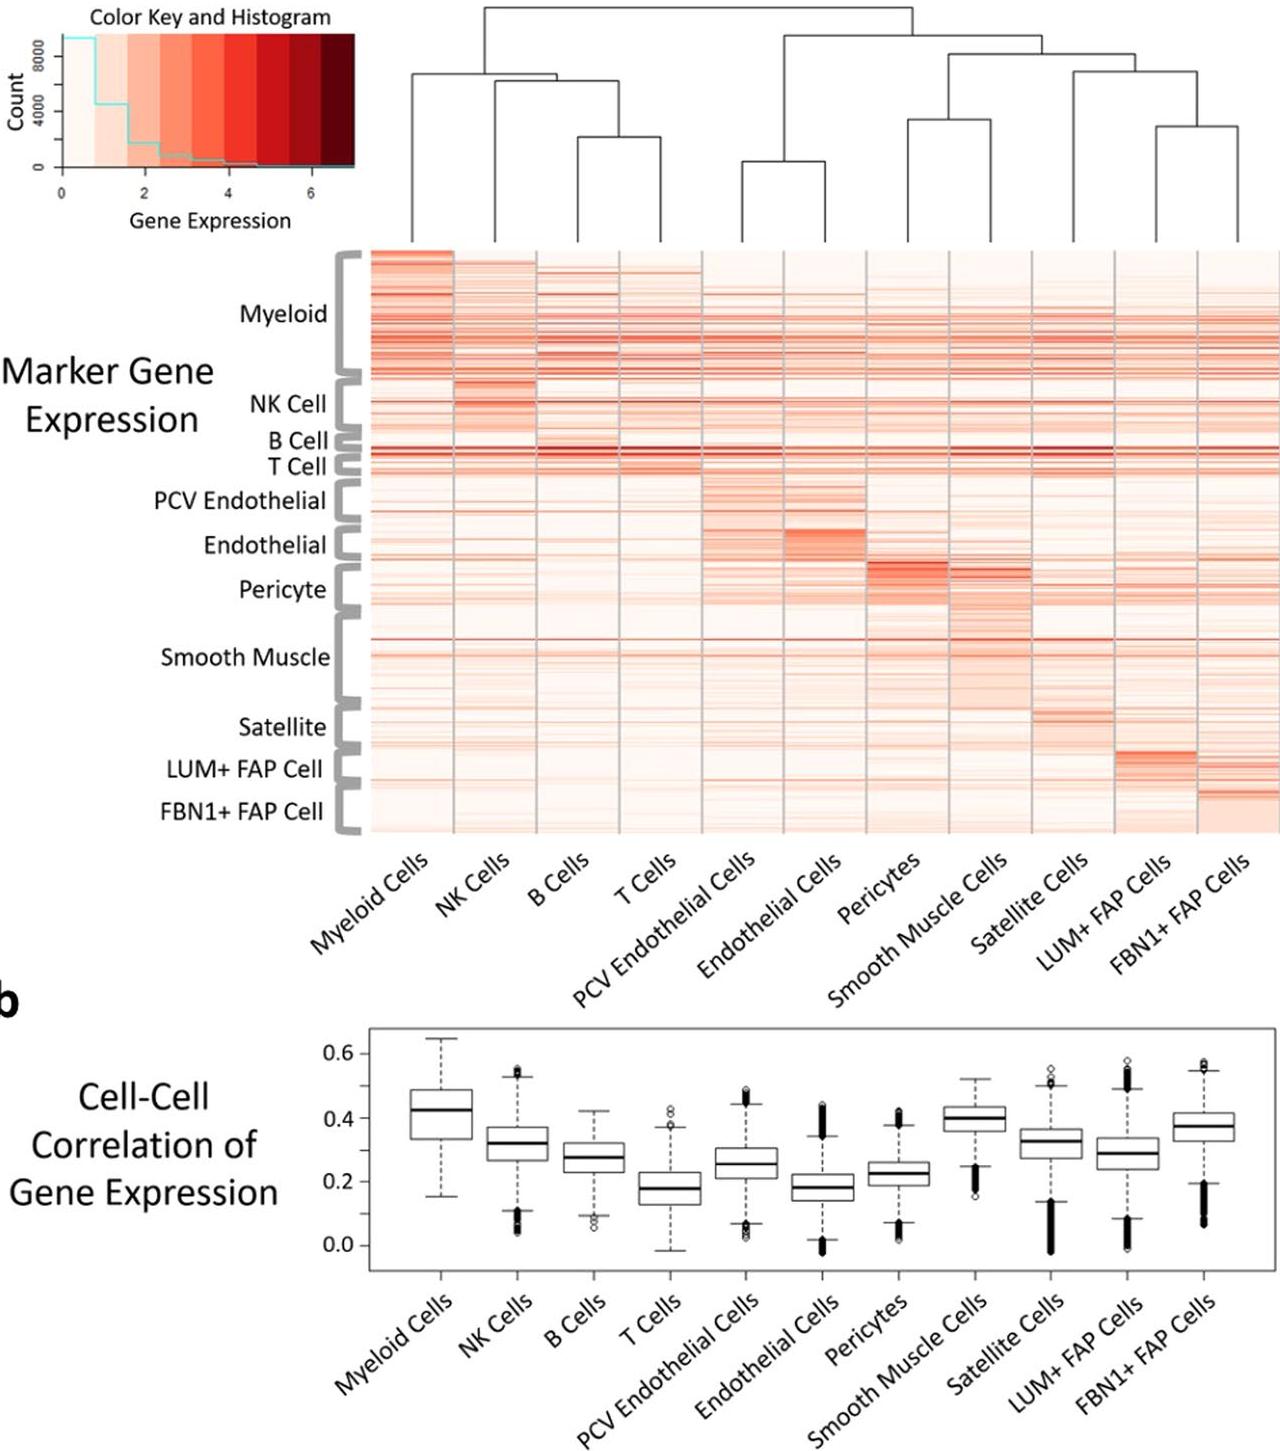 Color Key and Histogram
Count
8000
4000
0
0 2 4 6
Gene Expression
Marker Gene
Expression
Myeloid
NK Cell
B Cell
T Cell
PCV Endothelial
Endothelial
Pericyte
Smooth Muscle
Satellite
LUM+ FAP Cell
FBN1+ FAP Cell
Myeloid Cells
NK Cells
B Cells
T Cells
PCV Endothelial Cells
Endothelial Cells
Pericytes
Smooth Muscle Cells
Satellite Cells
LUM+ FAP Cells
FBN1+ FAP Cells
b
Cell-Cell
Correlation of
Gene Expression
0.6
0.4
0.2
0.0
Myeloid Cells
NK Cells
B Cells
T Cells
PCV Endothelial Cells
Endothelial Cells
Pericytes
Smooth Muscle Cells
Satellite Cells
LUM+ FAP Cells
FBN1+ FAP Cells